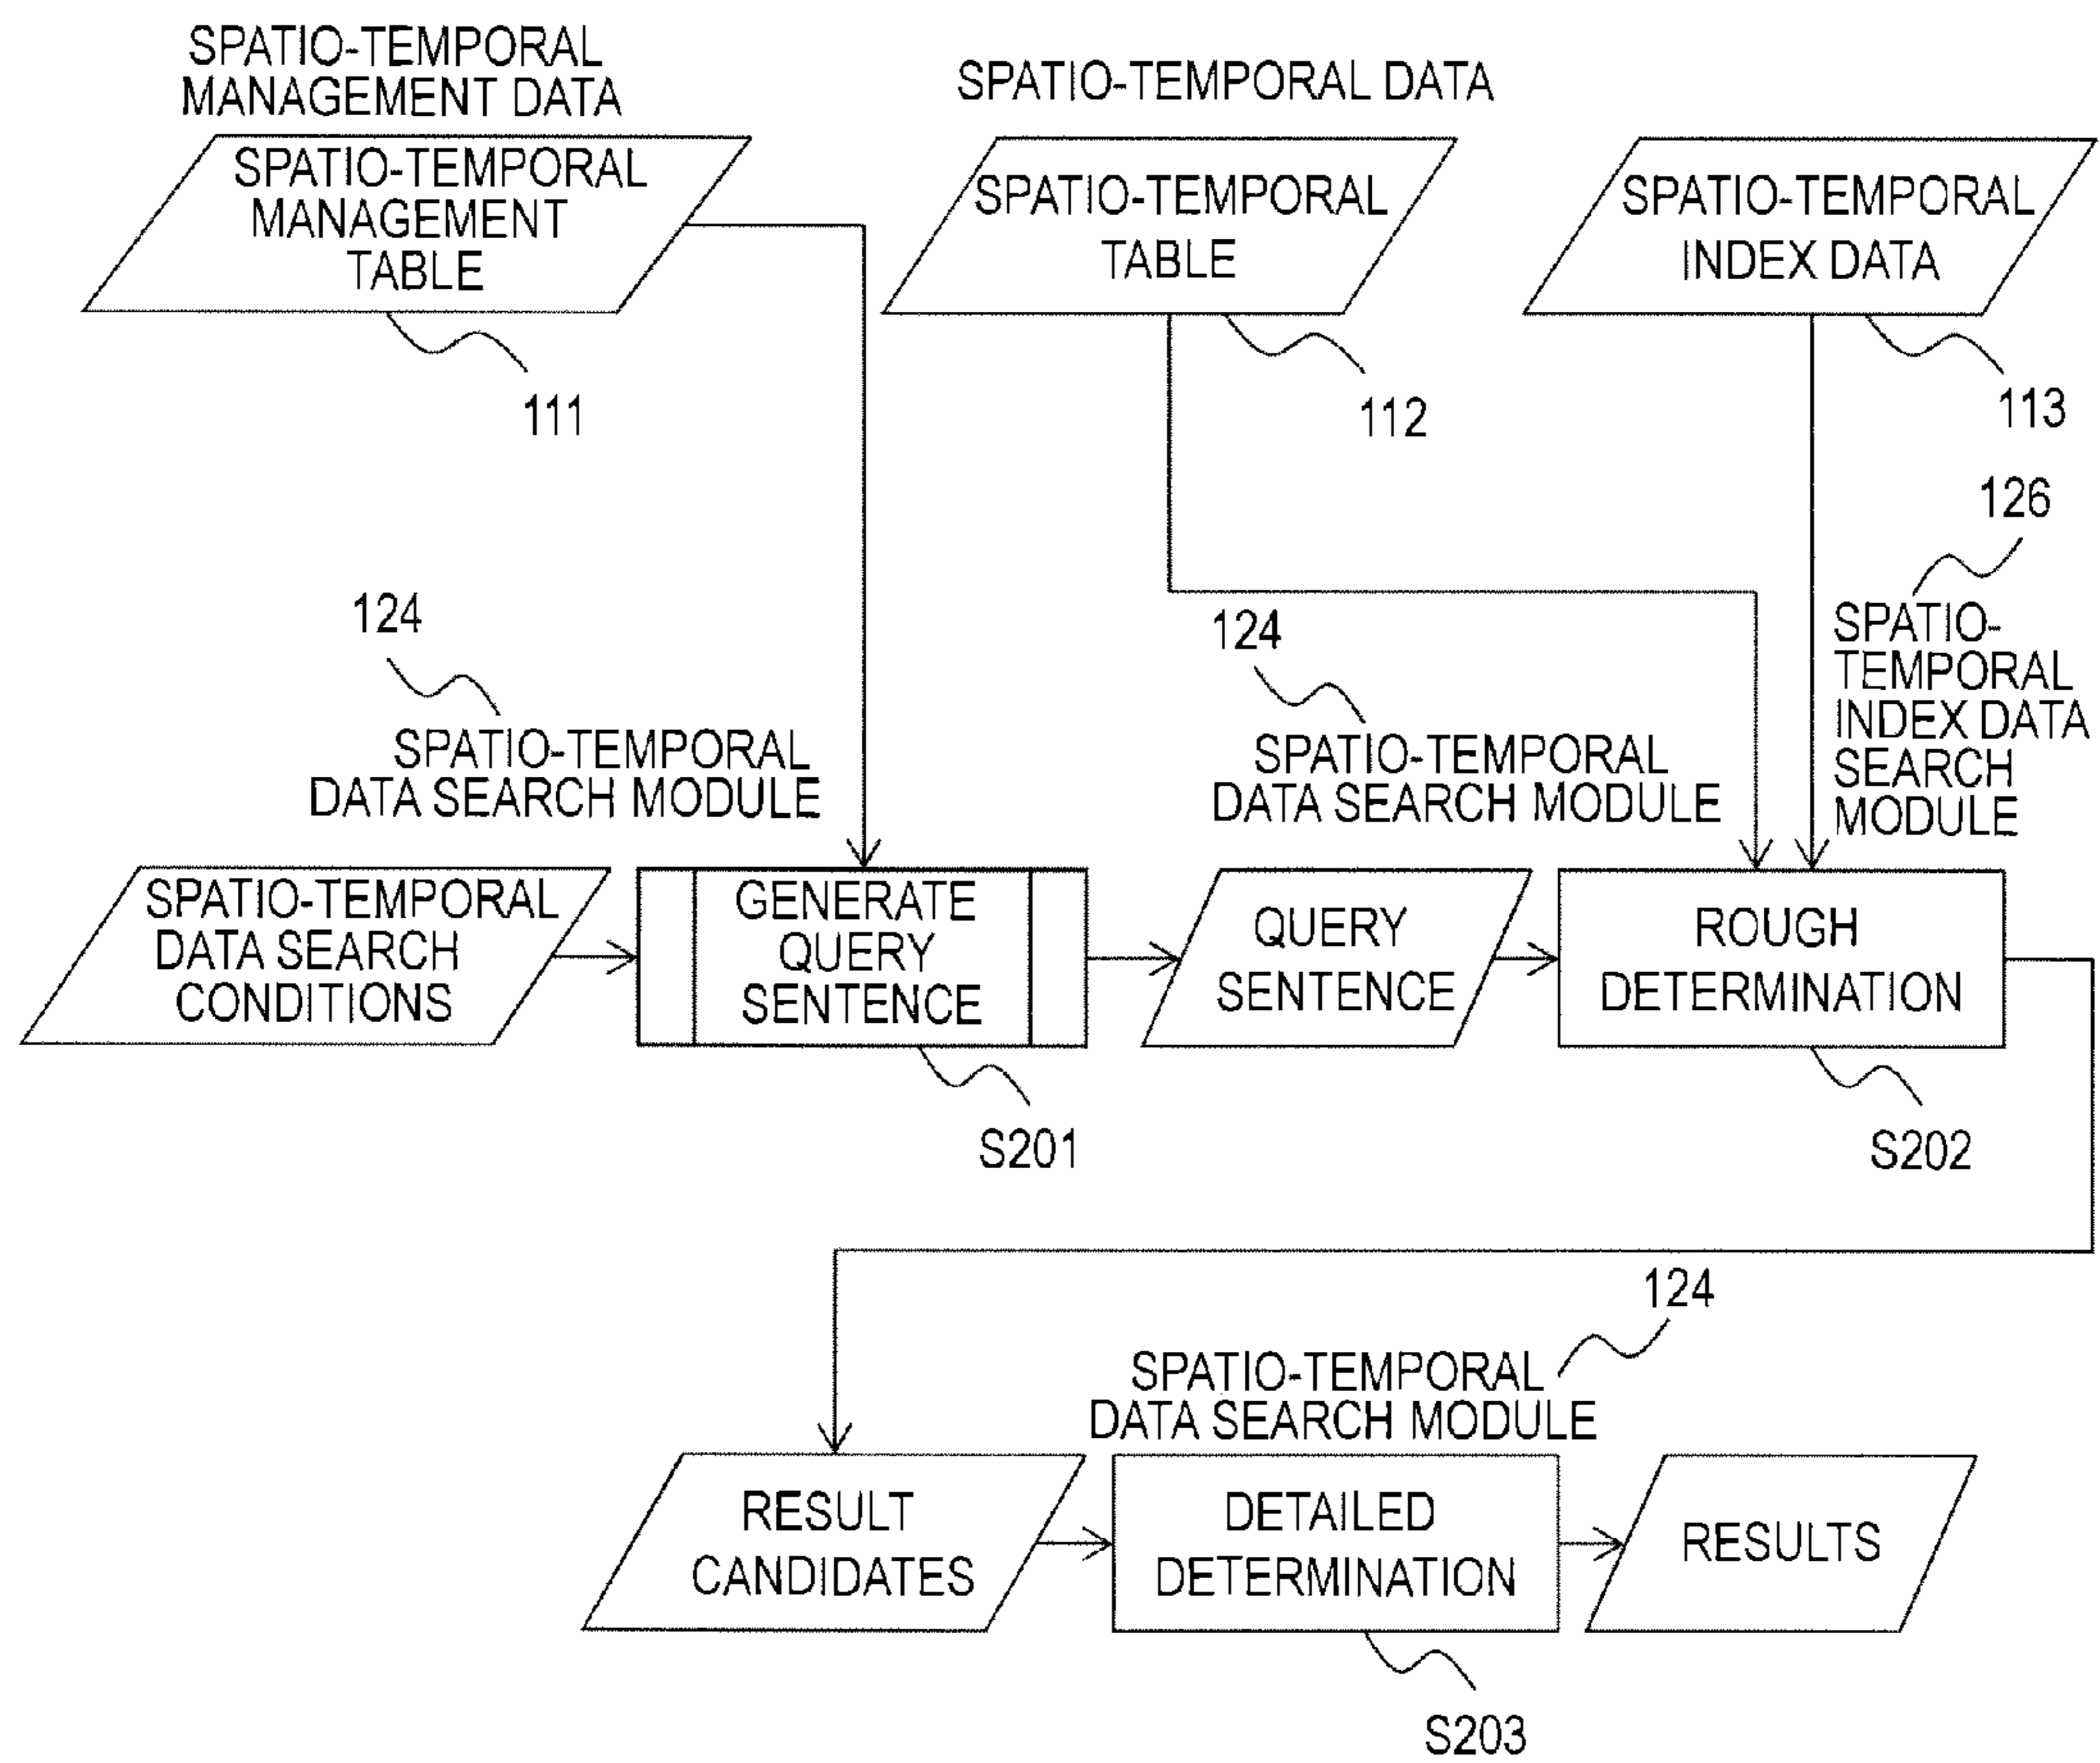 SPATIO-TEMPORAL
MANAGEMENT DATA
SPATIO-TEMPORAL
MANAGEMENT
TABLE
111
SPATIO-TEMPORAL DATA
SPATIO-TEMPORAL
TABLE
112
SPATIO-TEMPORAL
INDEX DATA
113
124
SPATIO-TEMPORAL
DATA SEARCH MODULE
124
SPATIO-TEMPORAL
DATA SEARCH MODULE
126
SPATIO-
TEMPORAL
INDEX DATA
SEARCH
MODULE
SPATIO-TEMPORAL
DATA SEARCH
CONDITIONS
GENERATE
QUERY
SENTENCE
S201
QUERY
SENTENCE
ROUGH
DETERMINATION
S202
124
SPATIO-TEMPORAL
DATA SEARCH MODULE
RESULT
CANDIDATES
DETAILED
DETERMINATION
S203
RESULTS